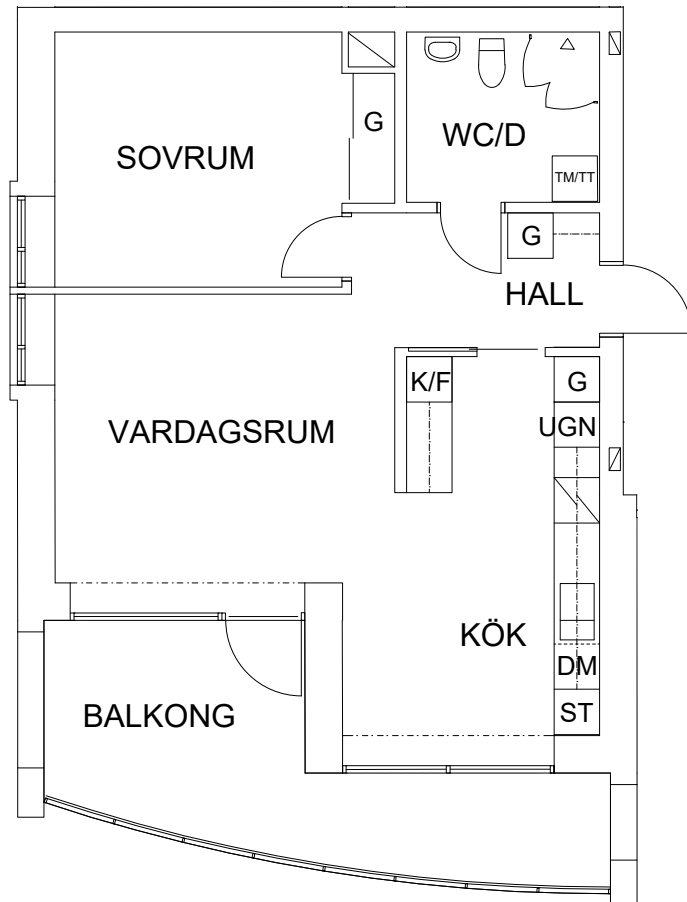 G
WC/D
SOVRUM
TM/TT
G
HALL
K/F
G
UGN
VARDAGSRUM
KÖK
DM
BALKONG
ST